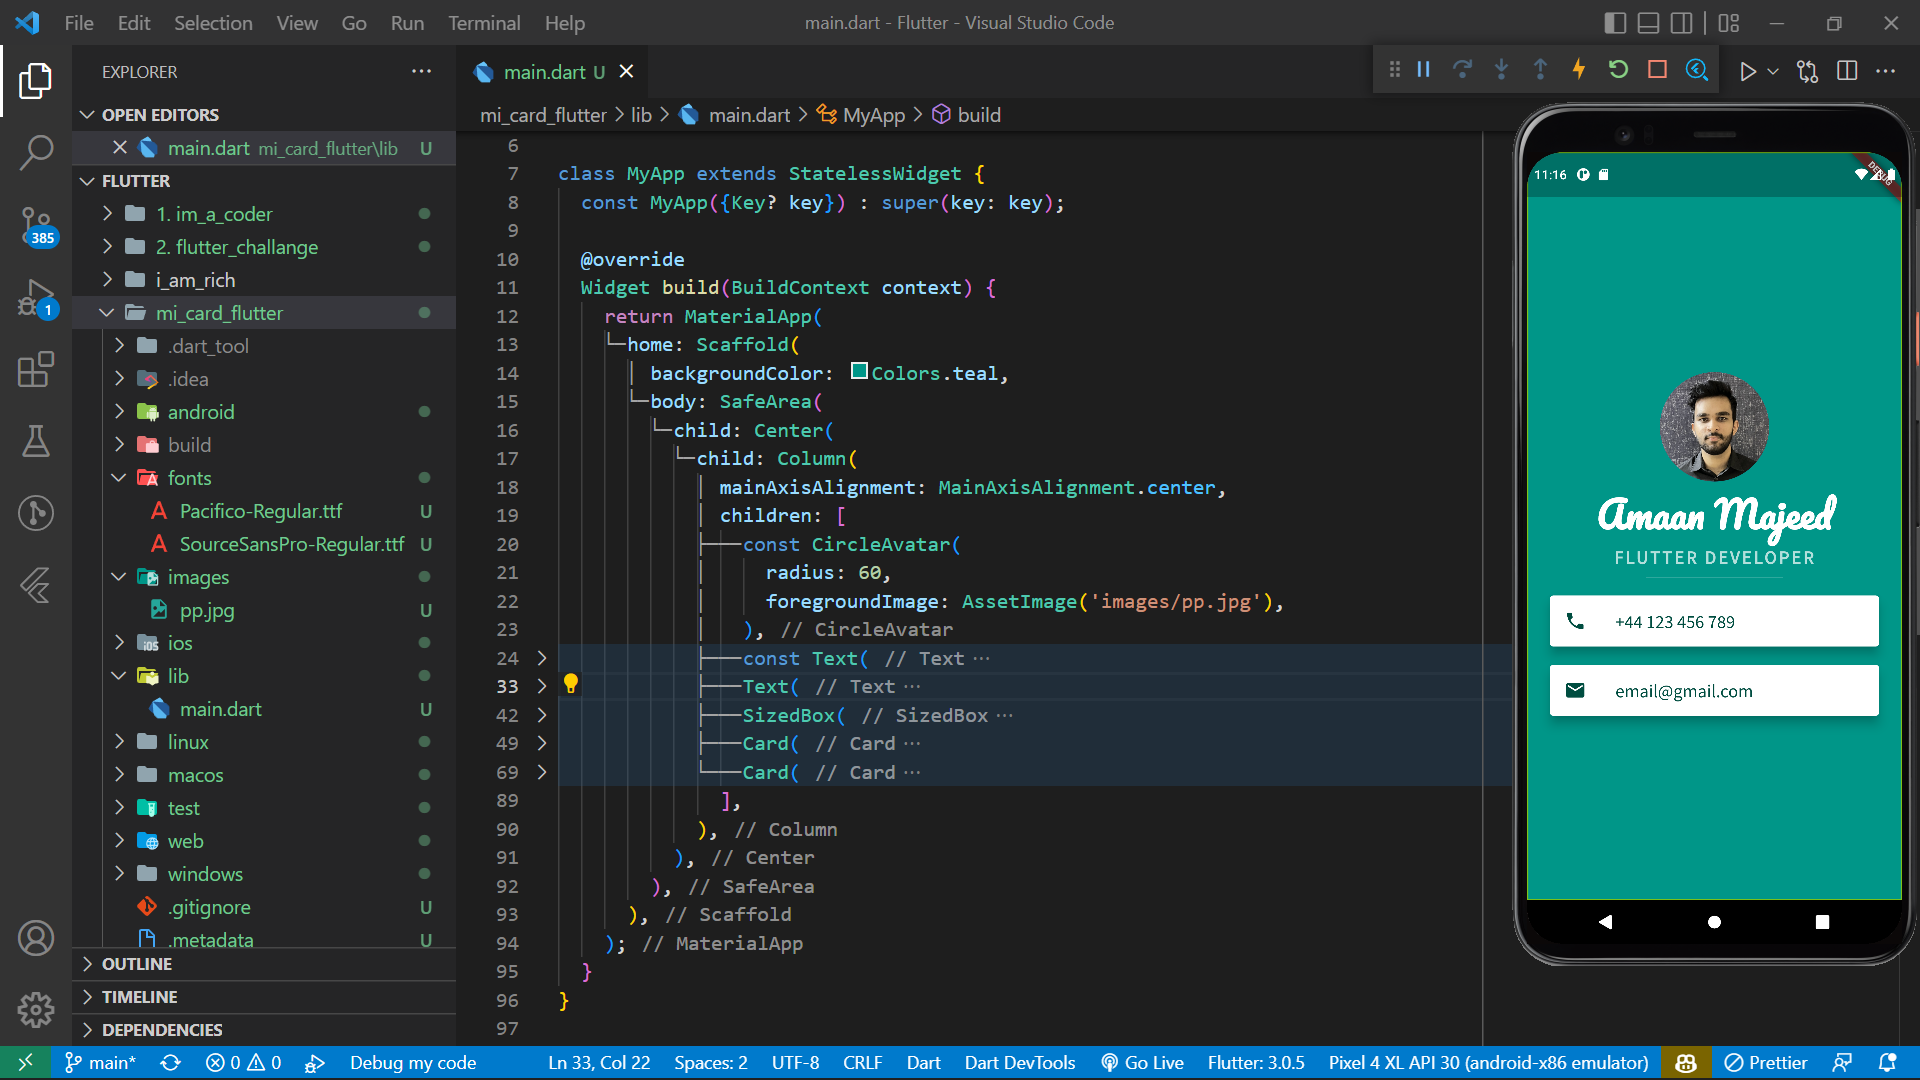 File Edit Selection View Go Run Terminal Help
main.dart - Flutter - Visual Studio Code
EXPLORER
OPEN EDITORS
main.dart mi_card_flutter\lib U
FLUTTER
1. im_a_coder
2. flutter_challange
i_am_rich
mi_card_flutter
.dart_tool
.idea
android
build
fonts
Pacifico-Regular.ttf U
SourceSansPro-Regular.ttf U
images
pp.jpg U
ios
lib
main.dart U
linux
macos
test
web
windows
.gitignore U
.metadata U
OUTLINE
TIMELINE
DEPENDENCIES
385
1
main.dart U
mi_card_flutter > lib > main.dart > MyApp > build
6
7 class MyApp extends StatelessWidget {
8 const MyApp({Key? key}) : super(key: key);
9
10 @override
11 Widget build(BuildContext context) {
12 return MaterialApp(
13 home: Scaffold(
14 backgroundColor: Colors.teal,
15 body: SafeArea(
16 child: Center(
17 child: Column(
18 mainAxisAlignment: MainAxisAlignment.center,
19 children: [
20 const CircleAvatar(
21 radius: 60,
22 foregroundImage: AssetImage('images/pp.jpg'),
23 ), // CircleAvatar
24 const Text( // Text ⋯
33 Text( // Text ⋯
42 SizedBox( // SizedBox ⋯
49 Card( // Card ⋯
69 Card( // Card ⋯
89 ],
90 ), // Column
91 ), // Center
92 ), // SafeArea
93 ), // Scaffold
94 ); // MaterialApp
95 }
96 }
97
11:16
DEBUG
Amaan Majeed
FLUTTER DEVELOPER
+44 123 456 789
email@gmail.com
main* 0 0 Debug my code Ln 33, Col 22 Spaces: 2 UTF-8 CRLF Dart Dart DevTools Go Live Flutter: 3.0.5 Pixel 4 XL API 30 (android-x86 emulator) Prettier